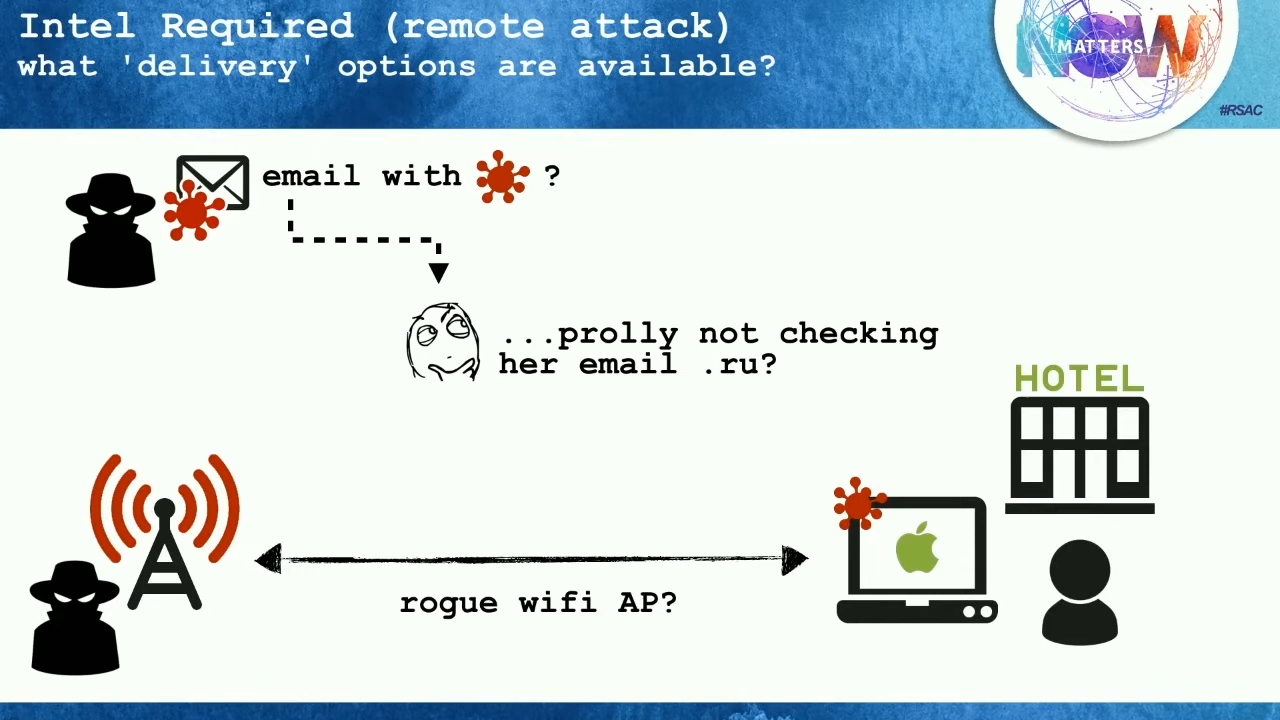 Intel Required (remote attack)
what 'delivery' options are available?
NOW
MATTERS
#RSAC
email with ?
...prolly not checking
her email .ru?
HOTEL
rogue wifi AP?